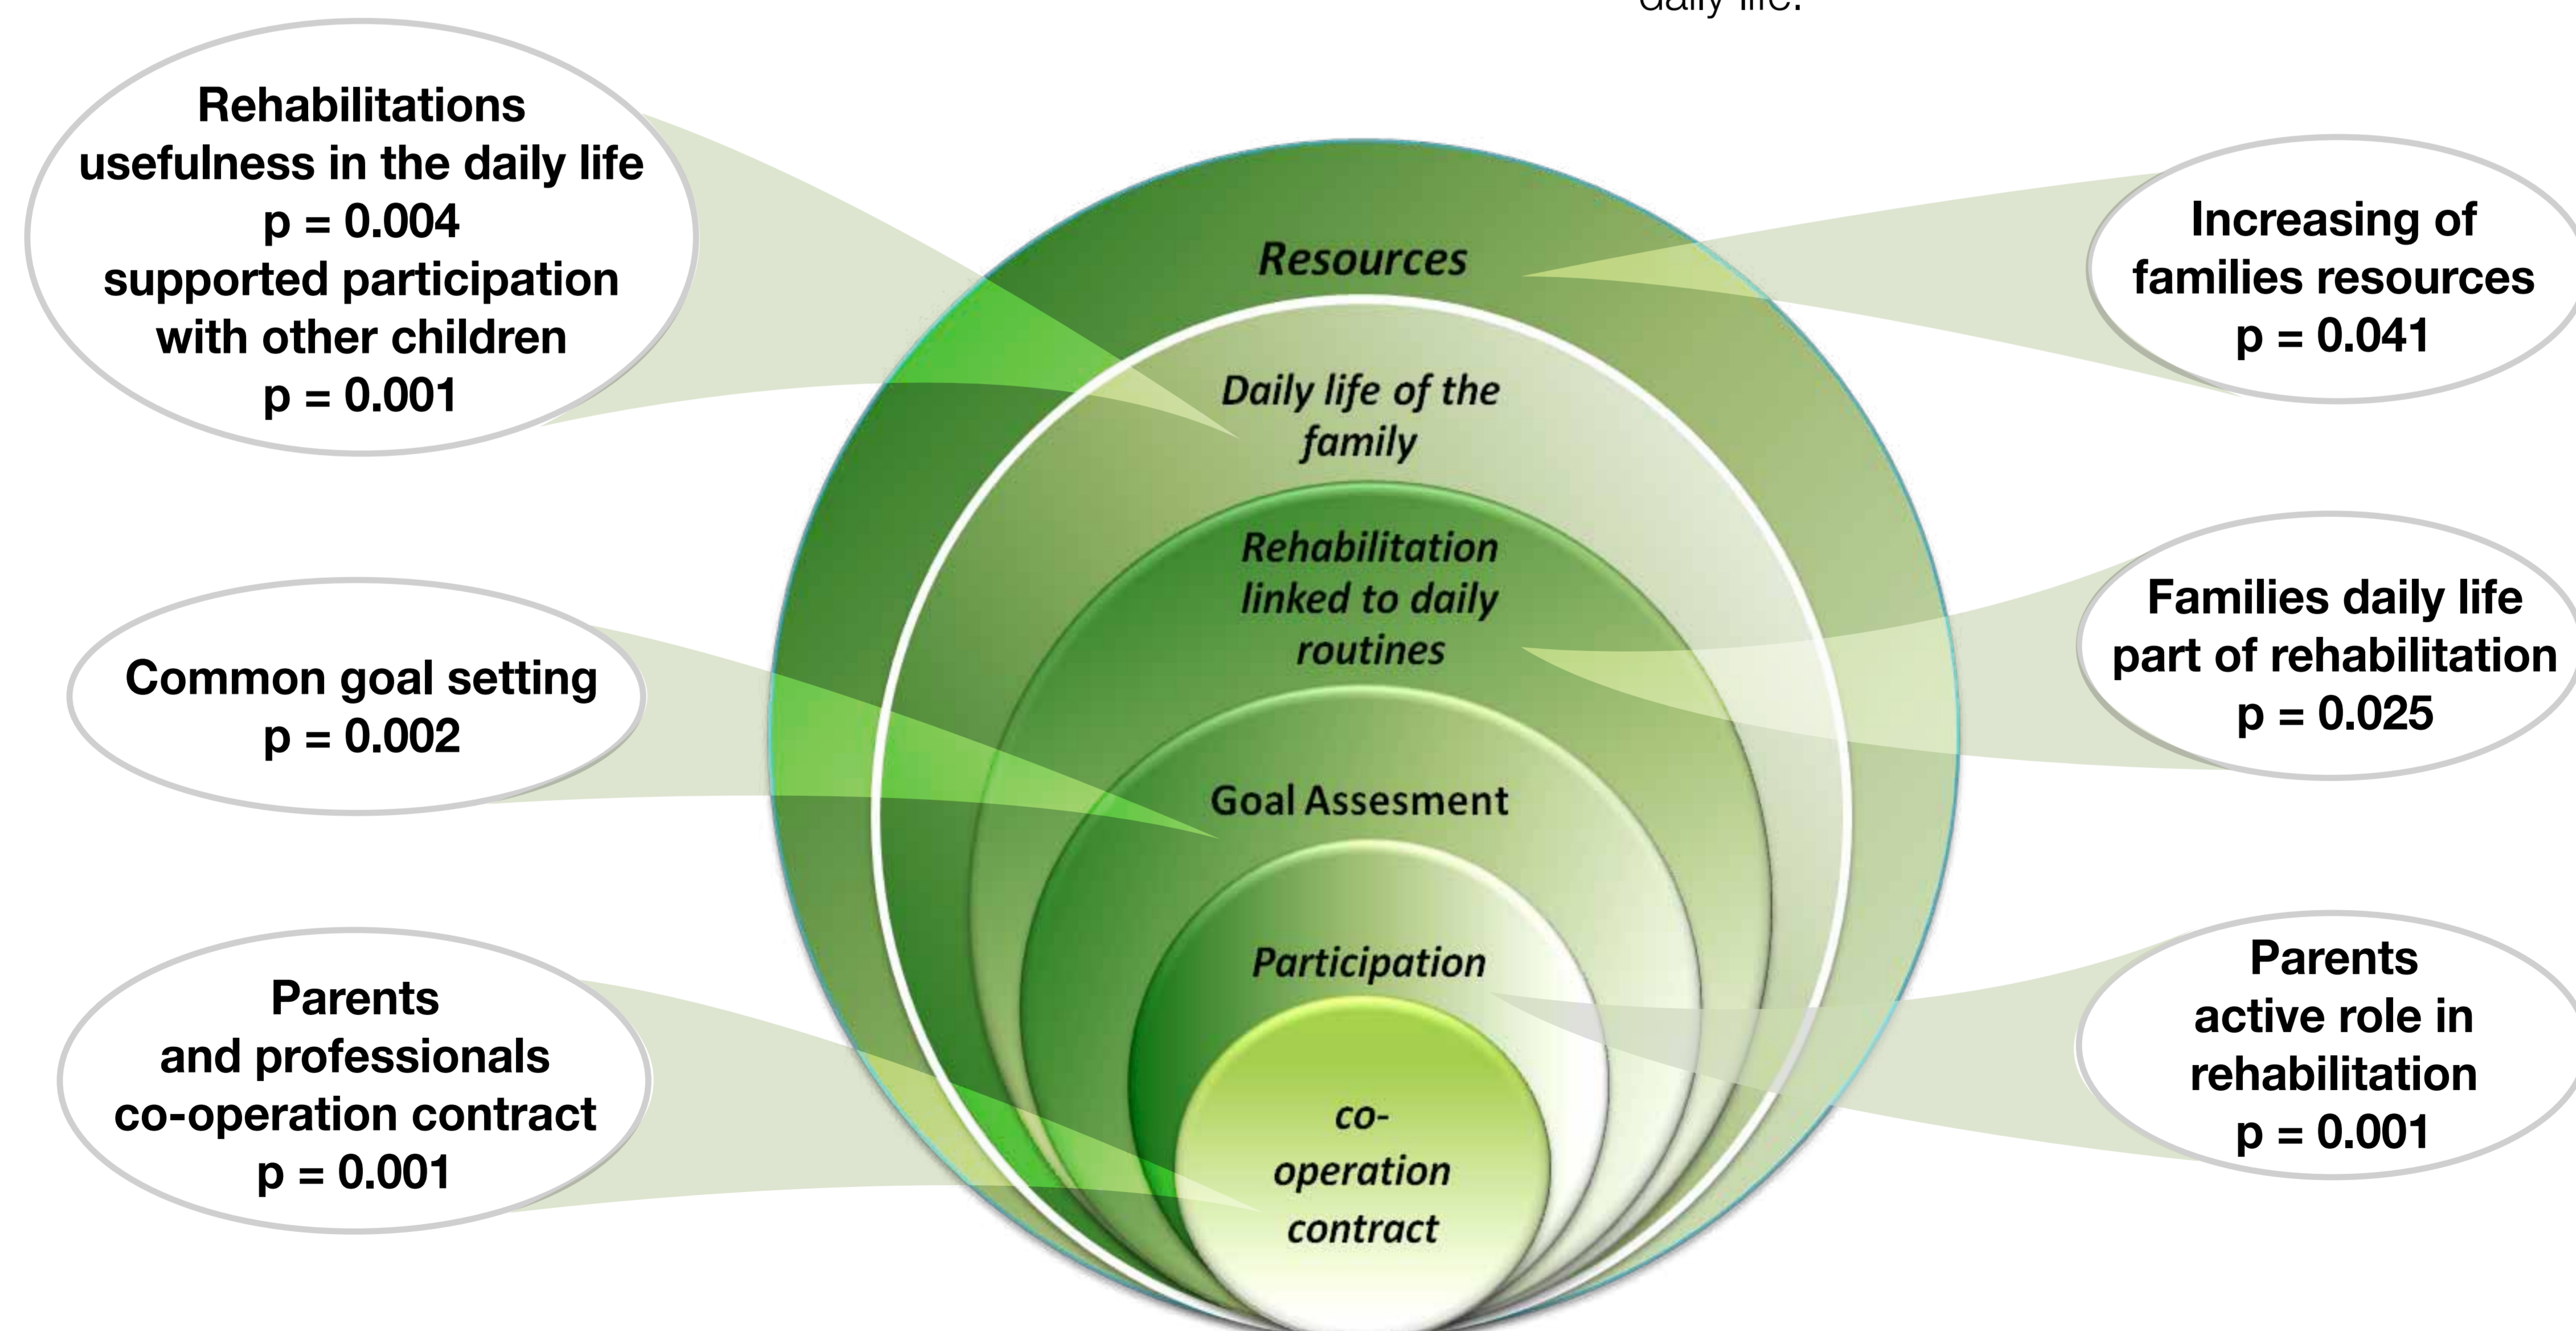 daily life.
Rehabilitations
usefulness in the daily life
p = 0.004
supported participation
with other children
p = 0.001
Common goal setting
p = 0.002
Parents
and professionals
co-operation contract
p = 0.001
Resources
Daily life of the
family
Rehabilitation
linked to daily
routines
Goal Assesment
Participation
co-
operation
contract
Increasing of
families resources
p = 0.041
Families daily life
part of rehabilitation
p = 0.025
Parents
active role in
rehabilitation
p = 0.001